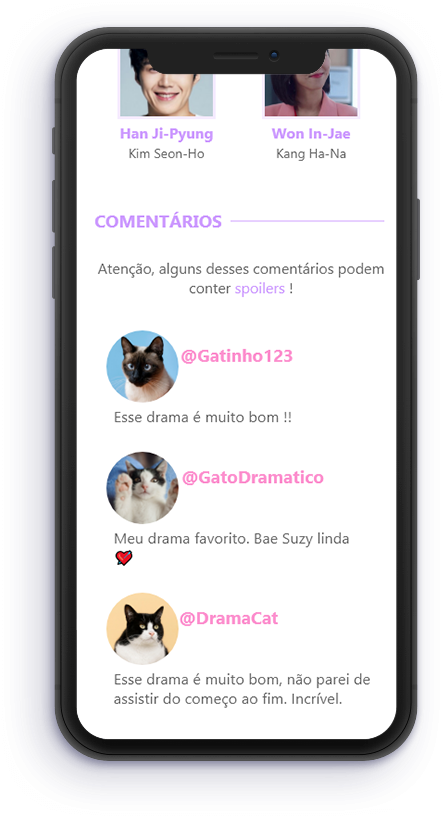 Han Ji-Pyung Won In-Jae
Kim Seon-Ho Kang Ha-Na
COMENTÁRIOS
Atenção, alguns desses comentários podem
conter spoilers !
@Gatinho123
Esse drama é muito bom !!
@GatoDramatico
Meu drama favorito. Bae Suzy linda
@DramaCat
Esse drama é muito bom, não parei de
assistir do começo ao fim. Incrível.